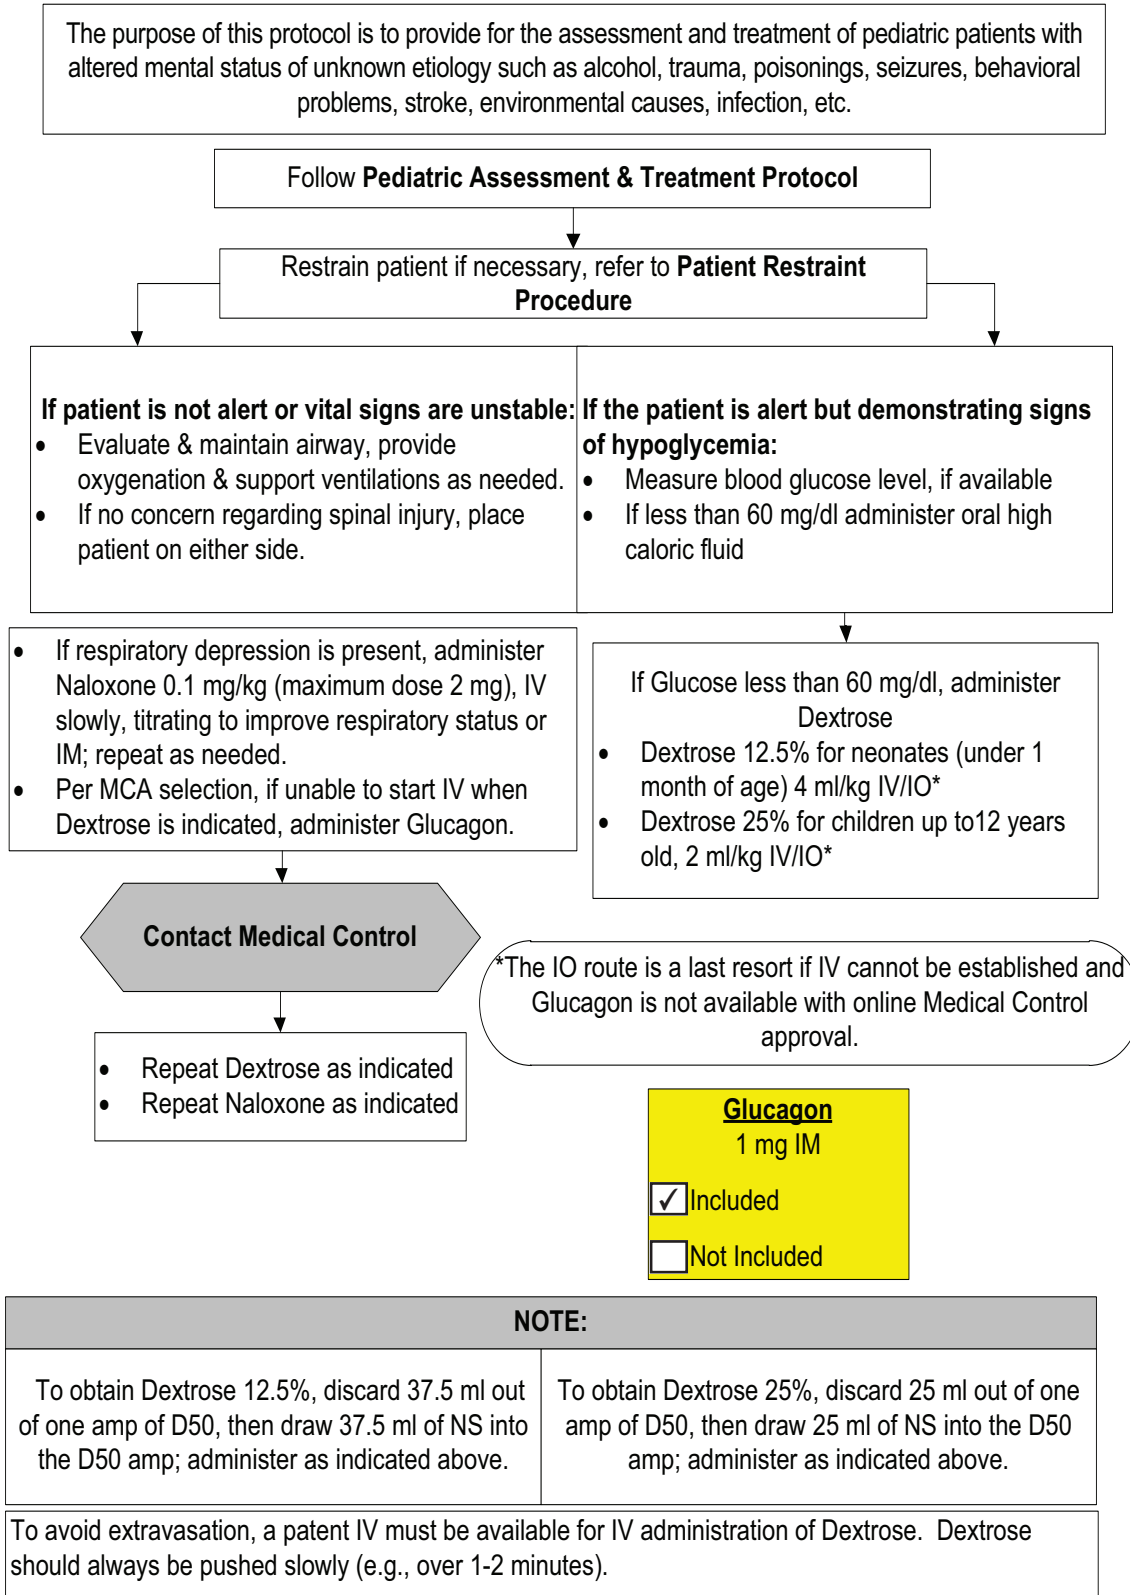 The purpose of this protocol is to provide for the assessment and treatment of pediatric patients with
altered mental status of unknown etiology such as alcohol, trauma, poisonings, seizures, behavioral
problems, stroke, environmental causes, infection, etc.
Follow Pediatric Assessment & Treatment Protocol
Restrain patient if necessary, refer to Patient Restraint
Procedure
If patient is not alert or vital signs are unstable:
• Evaluate & maintain airway, provide
oxygenation & support ventilations as needed.
• If no concern regarding spinal injury, place
patient on either side.
If the patient is alert but demonstrating signs
of hypoglycemia:
• Measure blood glucose level, if available
• If less than 60 mg/dl administer oral high
caloric fluid
• If respiratory depression is present, administer
Naloxone 0.1 mg/kg (maximum dose 2 mg), IV
slowly, titrating to improve respiratory status or
IM; repeat as needed.
• Per MCA selection, if unable to start IV when
Dextrose is indicated, administer Glucagon.
If Glucose less than 60 mg/dl, administer
Dextrose
• Dextrose 12.5% for neonates (under 1
month of age) 4 ml/kg IV/IO*
• Dextrose 25% for children up to12 years
old, 2 ml/kg IV/IO*
Contact Medical Control
*The IO route is a last resort if IV cannot be established and
Glucagon is not available with online Medical Control
approval.
• Repeat Dextrose as indicated
• Repeat Naloxone as indicated
Glucagon
1 mg IM
✓ Included
Not Included
NOTE:
To obtain Dextrose 12.5%, discard 37.5 ml out
of one amp of D50, then draw 37.5 ml of NS into
the D50 amp; administer as indicated above.
To obtain Dextrose 25%, discard 25 ml out of one
amp of D50, then draw 25 ml of NS into the D50
amp; administer as indicated above.
To avoid extravasation, a patent IV must be available for IV administration of Dextrose. Dextrose
should always be pushed slowly (e.g., over 1-2 minutes).